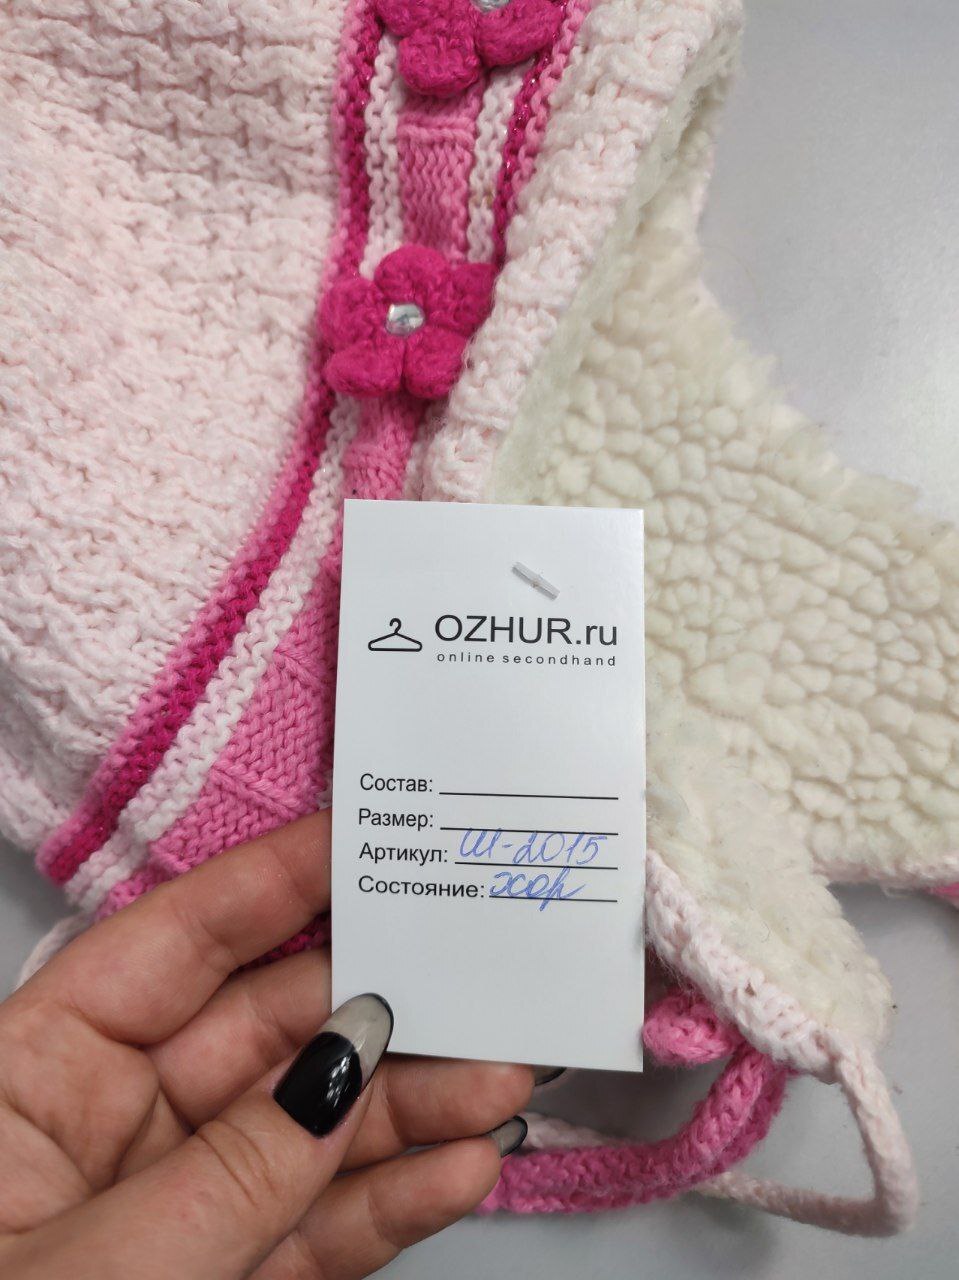 OZHUR.ru
online secondhand
Состав:
Размер:
Артикул: Ш-2015
Состояние: хор